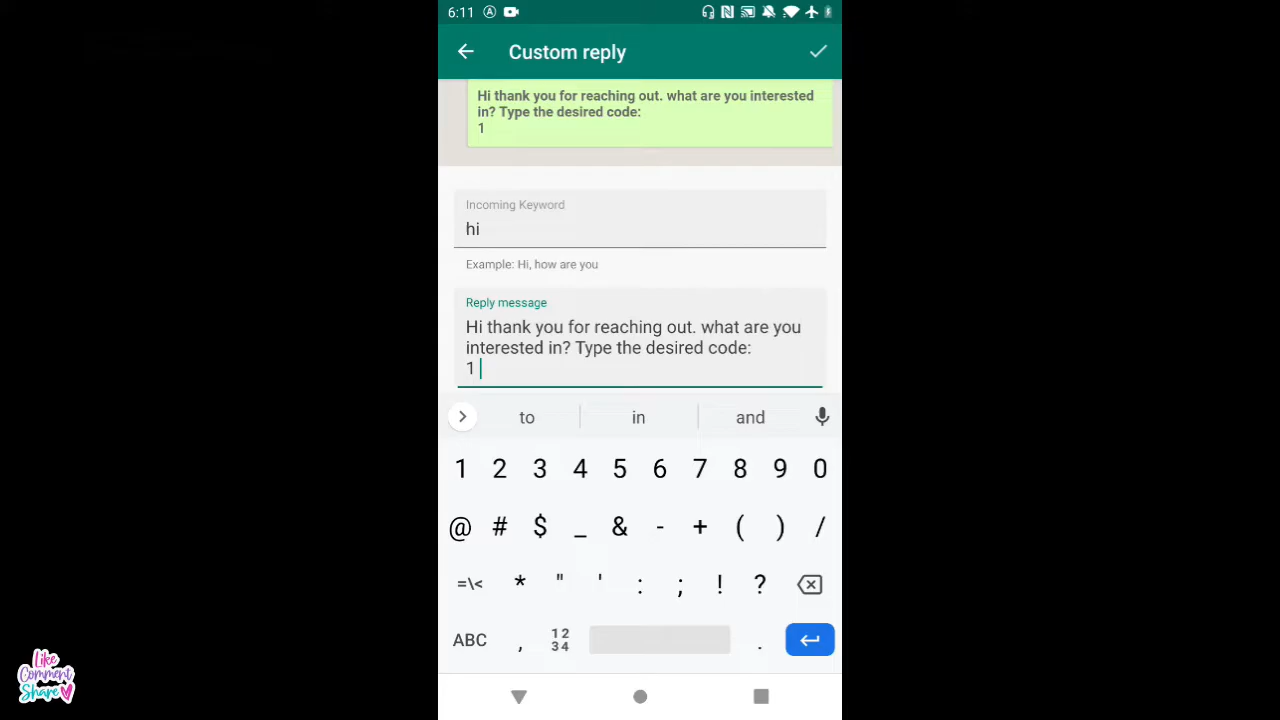 6:11
Custom reply
Hi thank you for reaching out. what are you interested
in? Type the desired code:
1
Incoming Keyword
hi
Example: Hi, how are you
Reply message
Hi thank you for reaching out. what are you
interested in? Type the desired code:
1
to in and
1 2 3 4 5 6 7 8 9 0
@ # $ _ & - + ( ) /
=\< * " ' : ; ! ?
ABC , 12 34 .
Like
Comment
Share